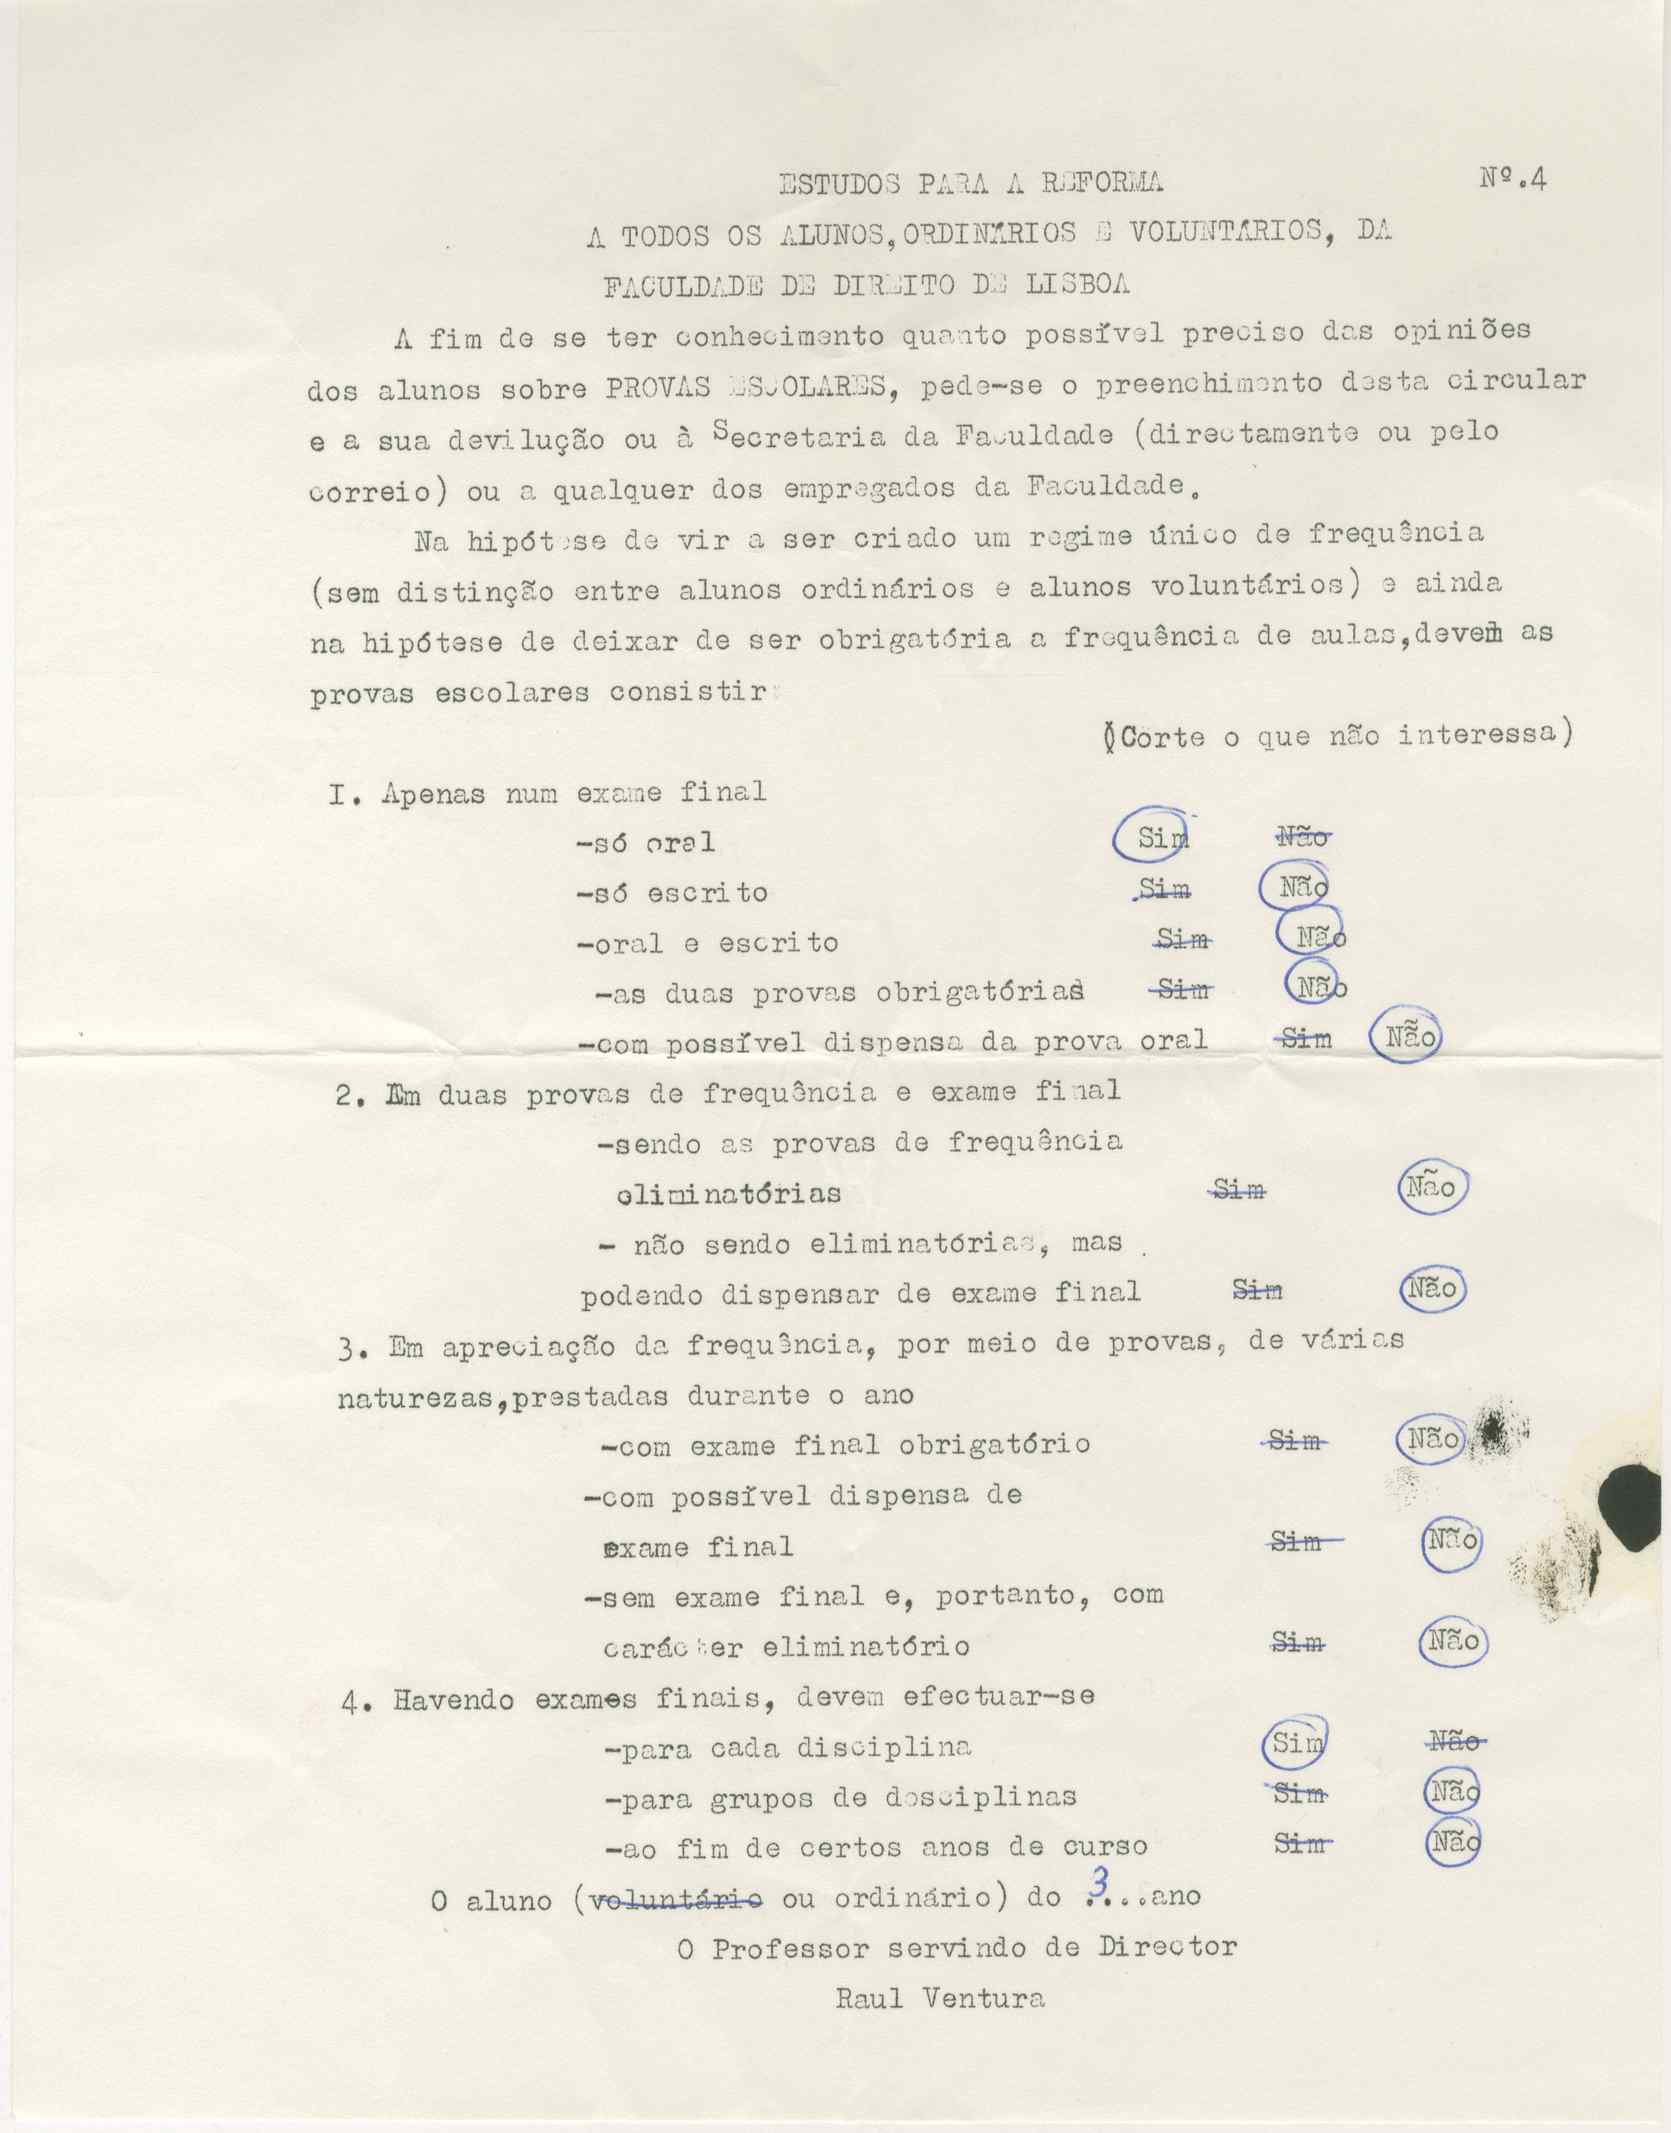 ESTUDOS PARA A REFORMA Nº.4
A TODOS OS ALUNOS, ORDINÁRIOS E VOLUNTÁRIOS, DA
FACULDADE DE DIREITO DE LISBOA
A fim de se ter conhecimento quanto possível preciso das opiniões
dos alunos sobre PROVAS ESCOLARES, pede-se o preenchimento desta circular
e a sua devilução ou à Secretaria da Faculdade (directamente ou pelo
correio) ou a qualquer dos empregados da Faculdade.
Na hipótese de vir a ser criado um regime único de frequência
(sem distinção entre alunos ordinários e alunos voluntários) e ainda
na hipótese de deixar de ser obrigatória a frequência de aulas,devem as
provas escolares consistir:
(Corte o que não interessa)
I. Apenas num exame final
-só oral Sim Não
-só escrito Sim Não
-oral e escrito Sim Não
-as duas provas obrigatórias Sim Não
-com possível dispensa da prova oral Sim Não
2. Em duas provas de frequência e exame final
-sendo as provas de frequência
eliminatórias Sim Não
- não sendo eliminatórias, mas
podendo dispensar de exame final Sim Não
3. Em apreciação da frequência, por meio de provas, de várias
naturezas,prestadas durante o ano
-com exame final obrigatório Sim Não
-com possível dispensa de
exame final Sim Não
-sem exame final e, portanto, com
carácter eliminatório Sim Não
4. Havendo exames finais, devem efectuar-se
-para cada disciplina Sim Não
-para grupos de dosciplinas Sim Não
-ao fim de certos anos de curso Sim Não
O aluno (voluntário ou ordinário) do .3...ano
O Professor servindo de Director
Raul Ventura